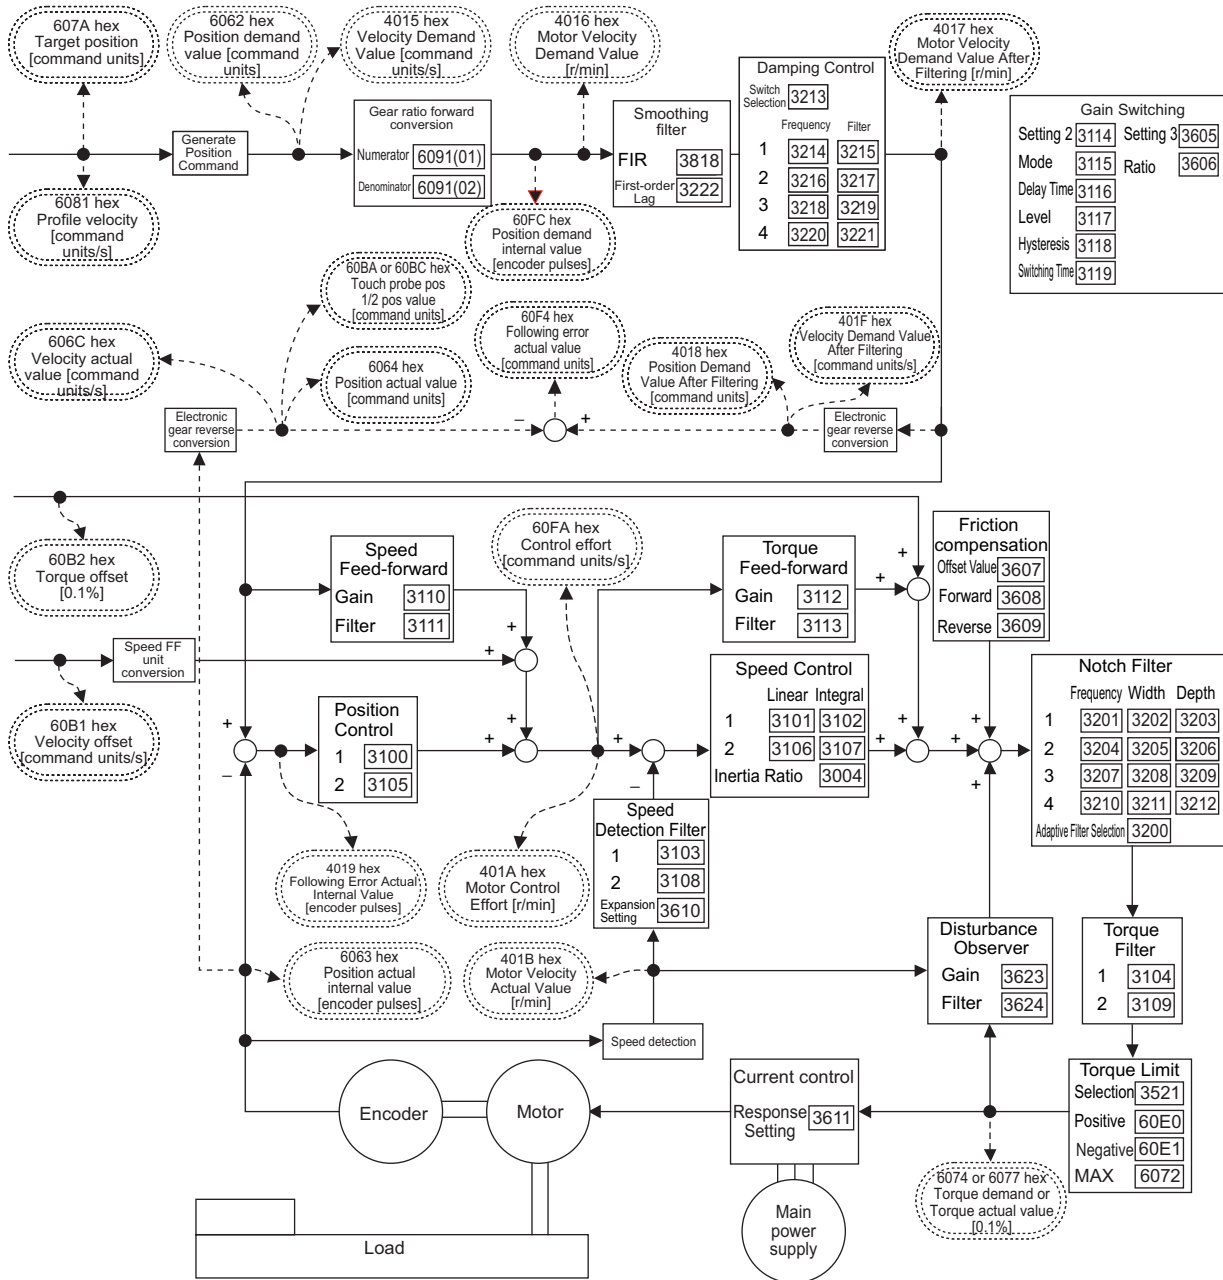 607A hex
Target position
[command units]
6062 hex
Position demand
value [command
units]
4015 hex
Velocity Demand
Value [command
units/s]
4016 hex
Motor Velocity
Demand Value
[r/min]
4017 hex
Motor Velocity
Demand Value After
Filtering [r/min]
Generate
Position
Command
Gear ratio forward
conversion
Numerator 6091(01)
Denominator 6091(02)
Smoothing
filter
FIR 3818
First-order
Lag 3222
Damping Control
Switch
Selection 3213
Frequency Filter
1 3214 3215
2 3216 3217
3 3218 3219
4 3220 3221
Gain Switching
Setting 2 3114 Setting 3 3605
Mode 3115 Ratio 3606
Delay Time 3116
Level 3117
Hysteresis 3118
Switching Time 3119
6081 hex
Profile velocity
[command
units/s]
60FC hex
Position demand
internal value
[encoder pulses]
60BA or 60BC hex
Touch probe pos
1/2 pos value
[command units]
606C hex
Velocity actual
value [command
units/s]
6064 hex
Position actual value
[command units]
60F4 hex
Following error
actual value
[command units]
4018 hex
Position Demand
Value After Filtering
[command units]
401F hex
Velocity Demand Value
After Filtering
[command units/s]
Electronic
gear reverse
conversion
–
+
Electronic
gear reverse
conversion
60B2 hex
Torque offset
[0.1%]
Speed
Feed-forward
Gain 3110
Filter 3111
60FA hex
Control effort
[command units/s]
Torque
Feed-forward
Gain 3112
Filter 3113
+
+
Friction
compensation
Offset Value 3607
Forward 3608
Reverse 3609
Speed FF
unit
conversion
+
+
60B1 hex
Velocity offset
[command units/s]
+
–
Position
Control
1 3100
2 3105
+
+
+
–
Speed Control
Linear Integral
1 3101 3102
2 3106 3107
Inertia Ratio 3004
+
+
+
+
+
Notch Filter
Frequency Width Depth
1 3201 3202 3203
2 3204 3205 3206
3 3207 3208 3209
4 3210 3211 3212
Adaptive Filter Selection 3200
4019 hex
Following Error Actual
Internal Value
[encoder pulses]
401A hex
Motor Control
Effort [r/min]
Speed
Detection Filter
1 3103
2 3108
Expansion
Setting 3610
6063 hex
Position actual
internal value
[encoder pulses]
401B hex
Motor Velocity
Actual Value
[r/min]
Disturbance
Observer
Gain 3623
Filter 3624
Torque
Filter
1 3104
2 3109
Speed detection
Encoder
Motor
Current control
Response
Setting 3611
Torque Limit
Selection 3521
Positive 60E0
Negative 60E1
MAX 6072
6074 or 6077 hex
Torque demand or
Torque actual value
[0.1%]
Main
power
supply
Load